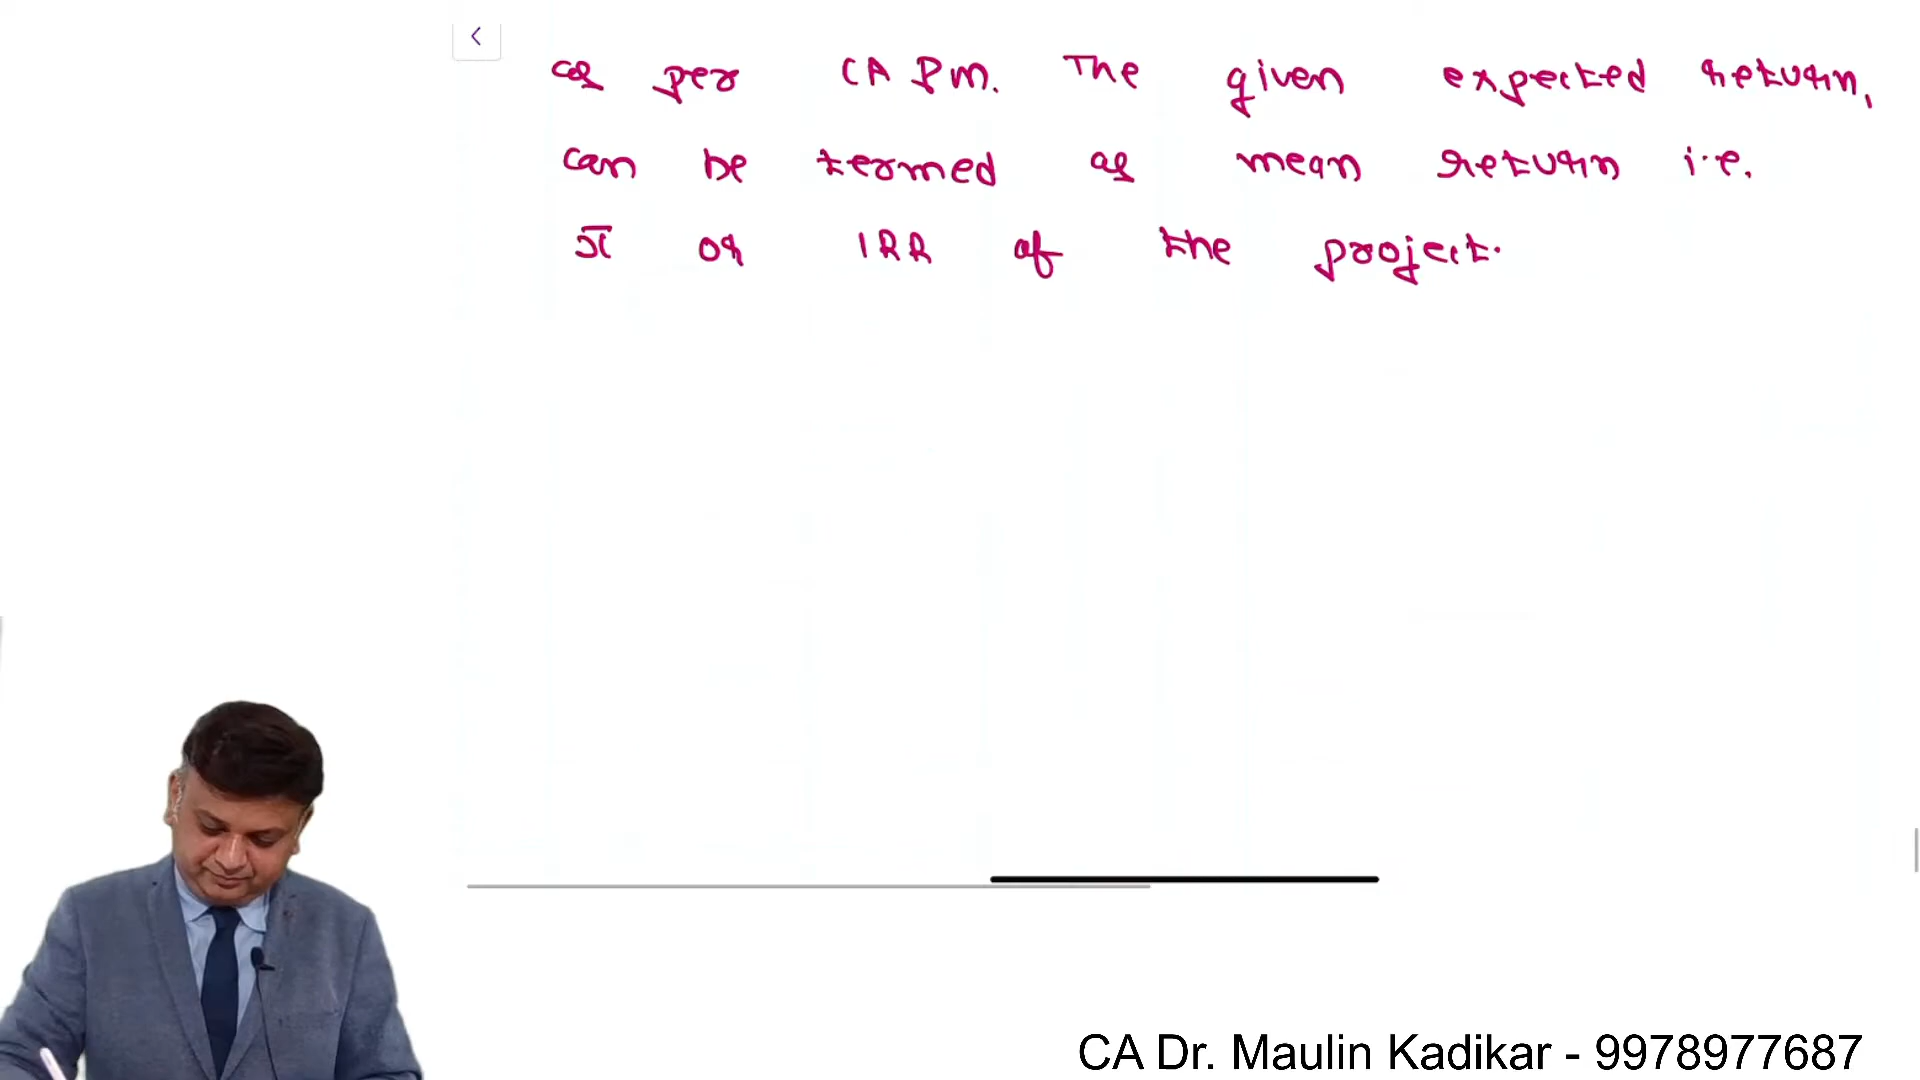 as per CAPM. The given expected return,
can be termed as mean return i.e.
x̄ or IRR of the project.
CA Dr. Maulin Kadikar - 9978977687